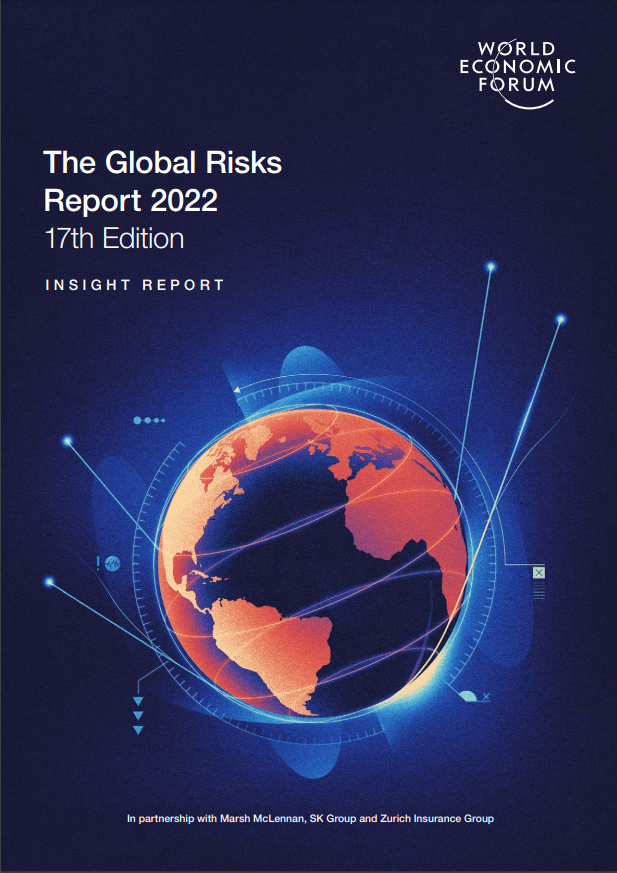 WORLD
ECONOMIC
FORUM
The Global Risks
Report 2022
17th Edition
INSIGHT REPORT
In partnership with Marsh McLennan, SK Group and Zurich Insurance Group